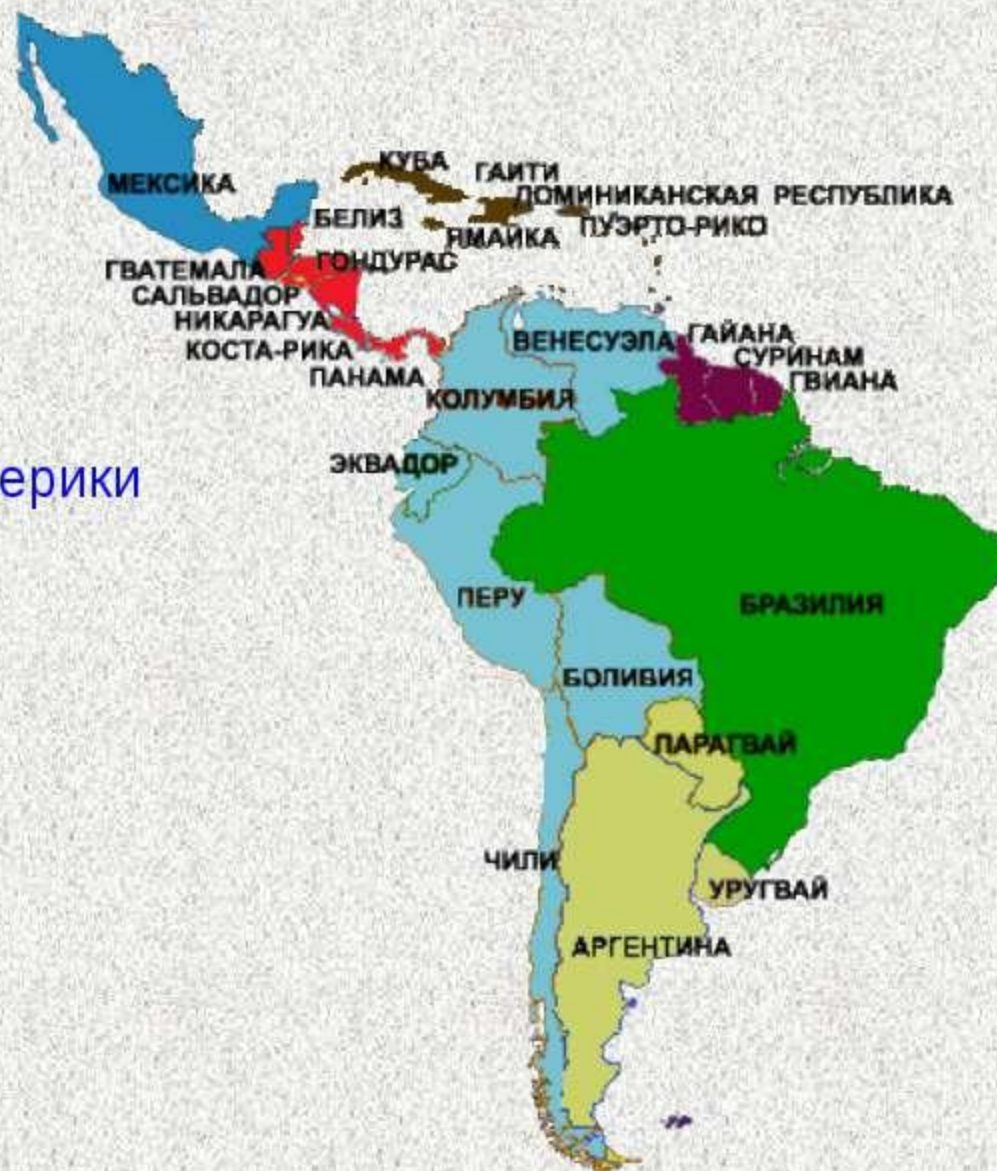 МЕКСИКА
КУБА
ГАИТИ
ДОМИНИКАНСКАЯ РЕСПУБЛИКА
БЕЛИЗ
ЯМАЙКА
ПУЭРТО-РИКО
ГВАТЕМАЛА
ГОНДУРАС
САЛЬВАДОР
НИКАРАГУА
КОСТА-РИКА
ПАНАМА
ВЕНЕСУЭЛА
ГАЙАНА
СУРИНАМ
ГВИАНА
КОЛУМБИЯ
ЭКВАДОР
ерики
ПЕРУ
БРАЗИЛИЯ
БОЛИВИЯ
ПАРАГВАЙ
ЧИЛИ
УРУГВАЙ
АРГЕНТИНА